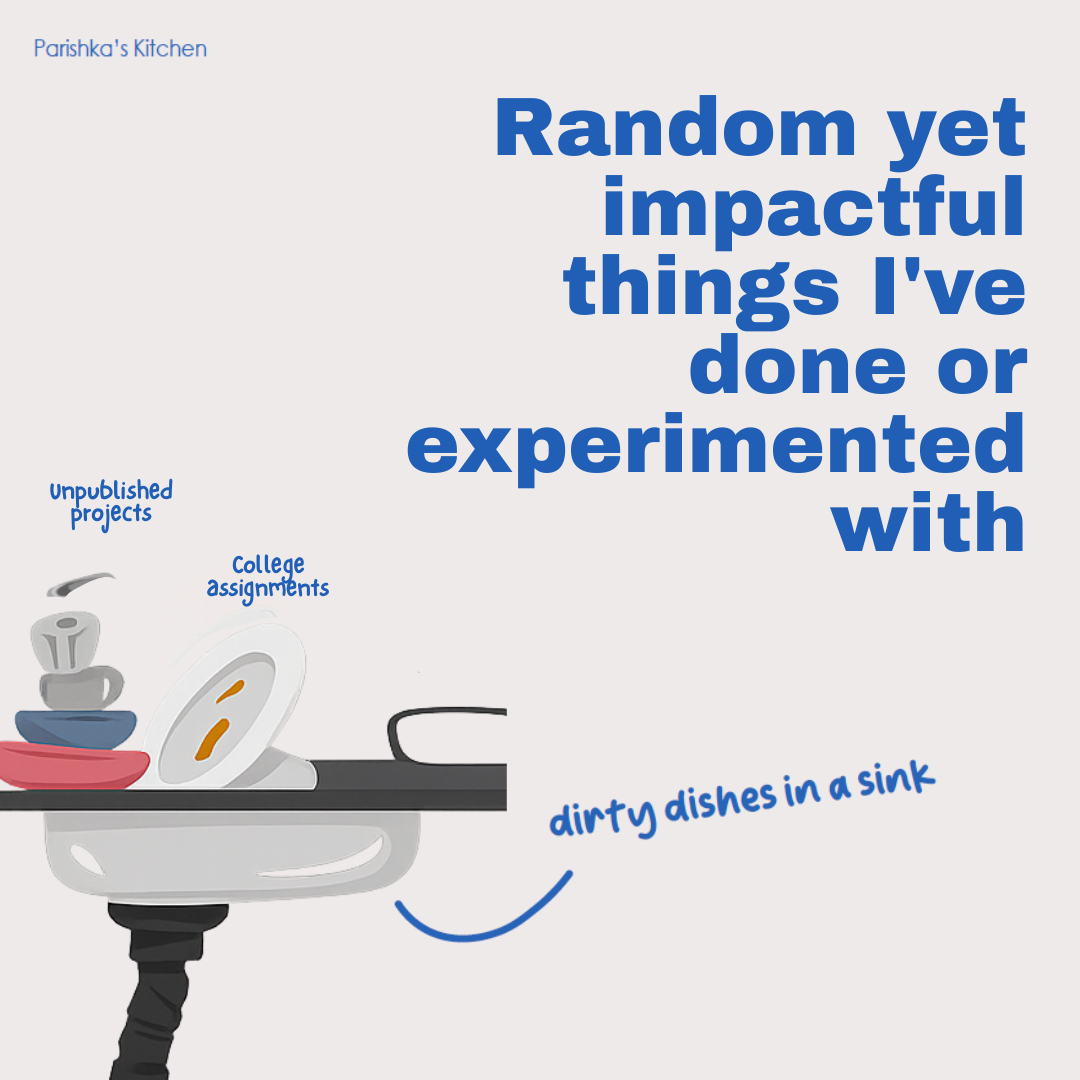 Parishka's Kitchen
Random yet
impactful
things I've
done or
experimented
with
Unpublished
projects
College
assignments
dirty dishes in a sink